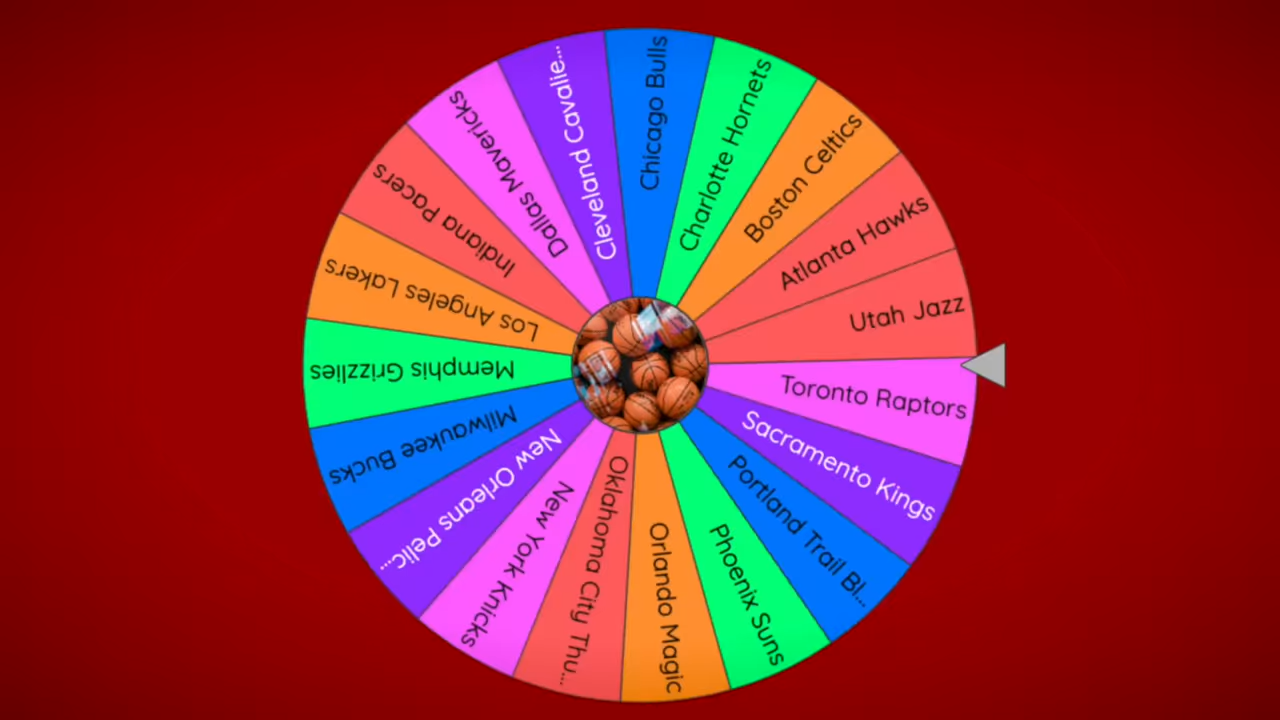 Chicago Bulls
Charlotte Hornets
Boston Celtics
Atlanta Hawks
Utah Jazz
Toronto Raptors
Sacramento Kings
Portland Trail Bl...
Phoenix Suns
Orlando Magic
Oklahoma City Thu...
New York Knicks
New Orleans Pelic...
Milwaukee Bucks
Memphis Grizzlies
Los Angeles Lakers
Indiana Pacers
Dallas Mavericks
Cleveland Cavalie...